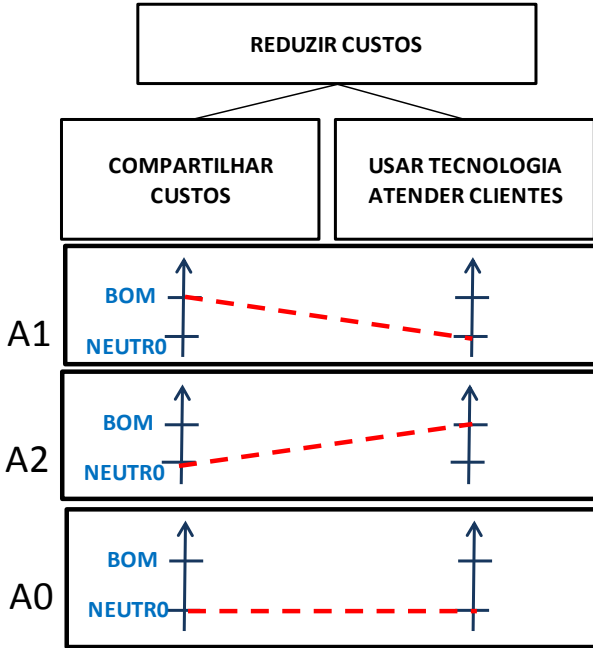 REDUZIR CUSTOS
COMPARTILHAR
CUSTOS
USAR TECNOLOGIA
ATENDER CLIENTES
A1
BOM
NEUTR0
A2
BOM
NEUTR0
A0
BOM
NEUTR0